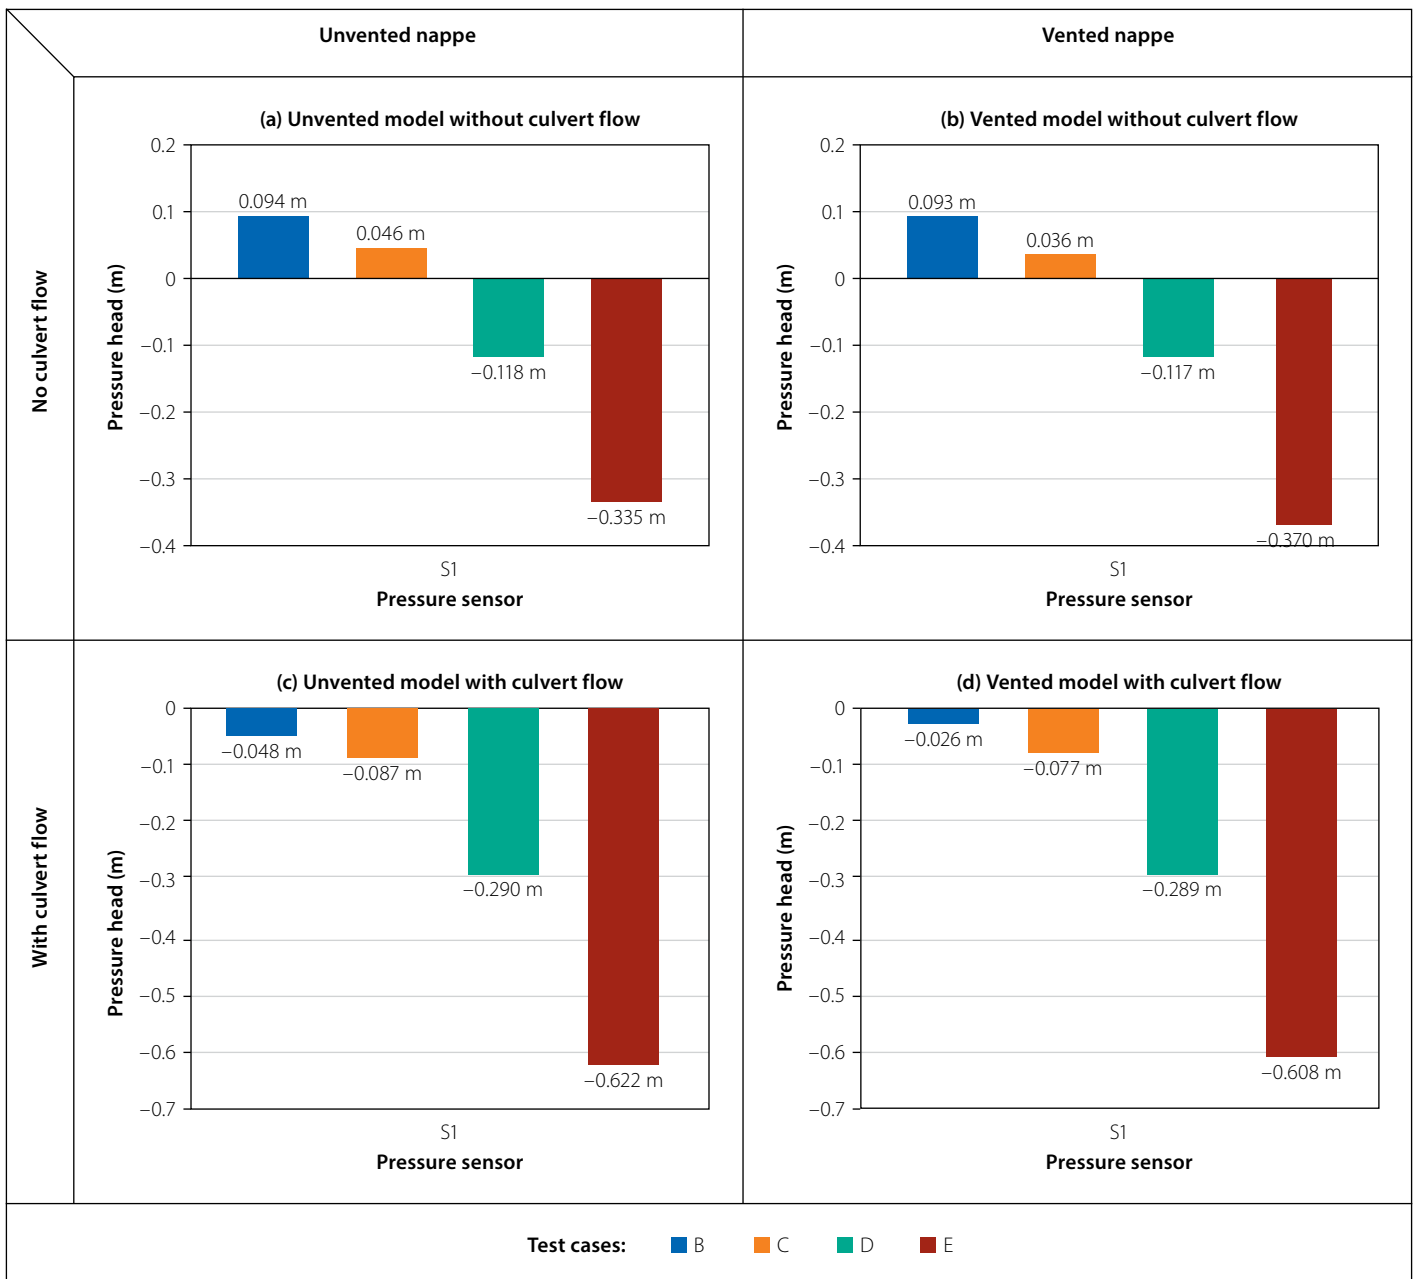 Unvented nappe
Vented nappe
No culvert flow
(a) Unvented model without culvert flow
Pressure head (m)
0.2
0.1
0
−0.1
−0.2
−0.3
−0.4
0.094 m
0.046 m
−0.118 m
−0.335 m
S1
Pressure sensor
(b) Vented model without culvert flow
Pressure head (m)
0.2
0.1
0
−0.1
−0.2
−0.3
−0.4
0.093 m
0.036 m
−0.117 m
−0.370 m
S1
Pressure sensor
With culvert flow
(c) Unvented model with culvert flow
Pressure head (m)
0
−0.1
−0.2
−0.3
−0.4
−0.5
−0.6
−0.7
−0.048 m
−0.087 m
−0.290 m
−0.622 m
S1
Pressure sensor
(d) Vented model with culvert flow
Pressure head (m)
0
−0.1
−0.2
−0.3
−0.4
−0.5
−0.6
−0.7
−0.026 m
−0.077 m
−0.289 m
−0.608 m
S1
Pressure sensor
Test cases: B C D E